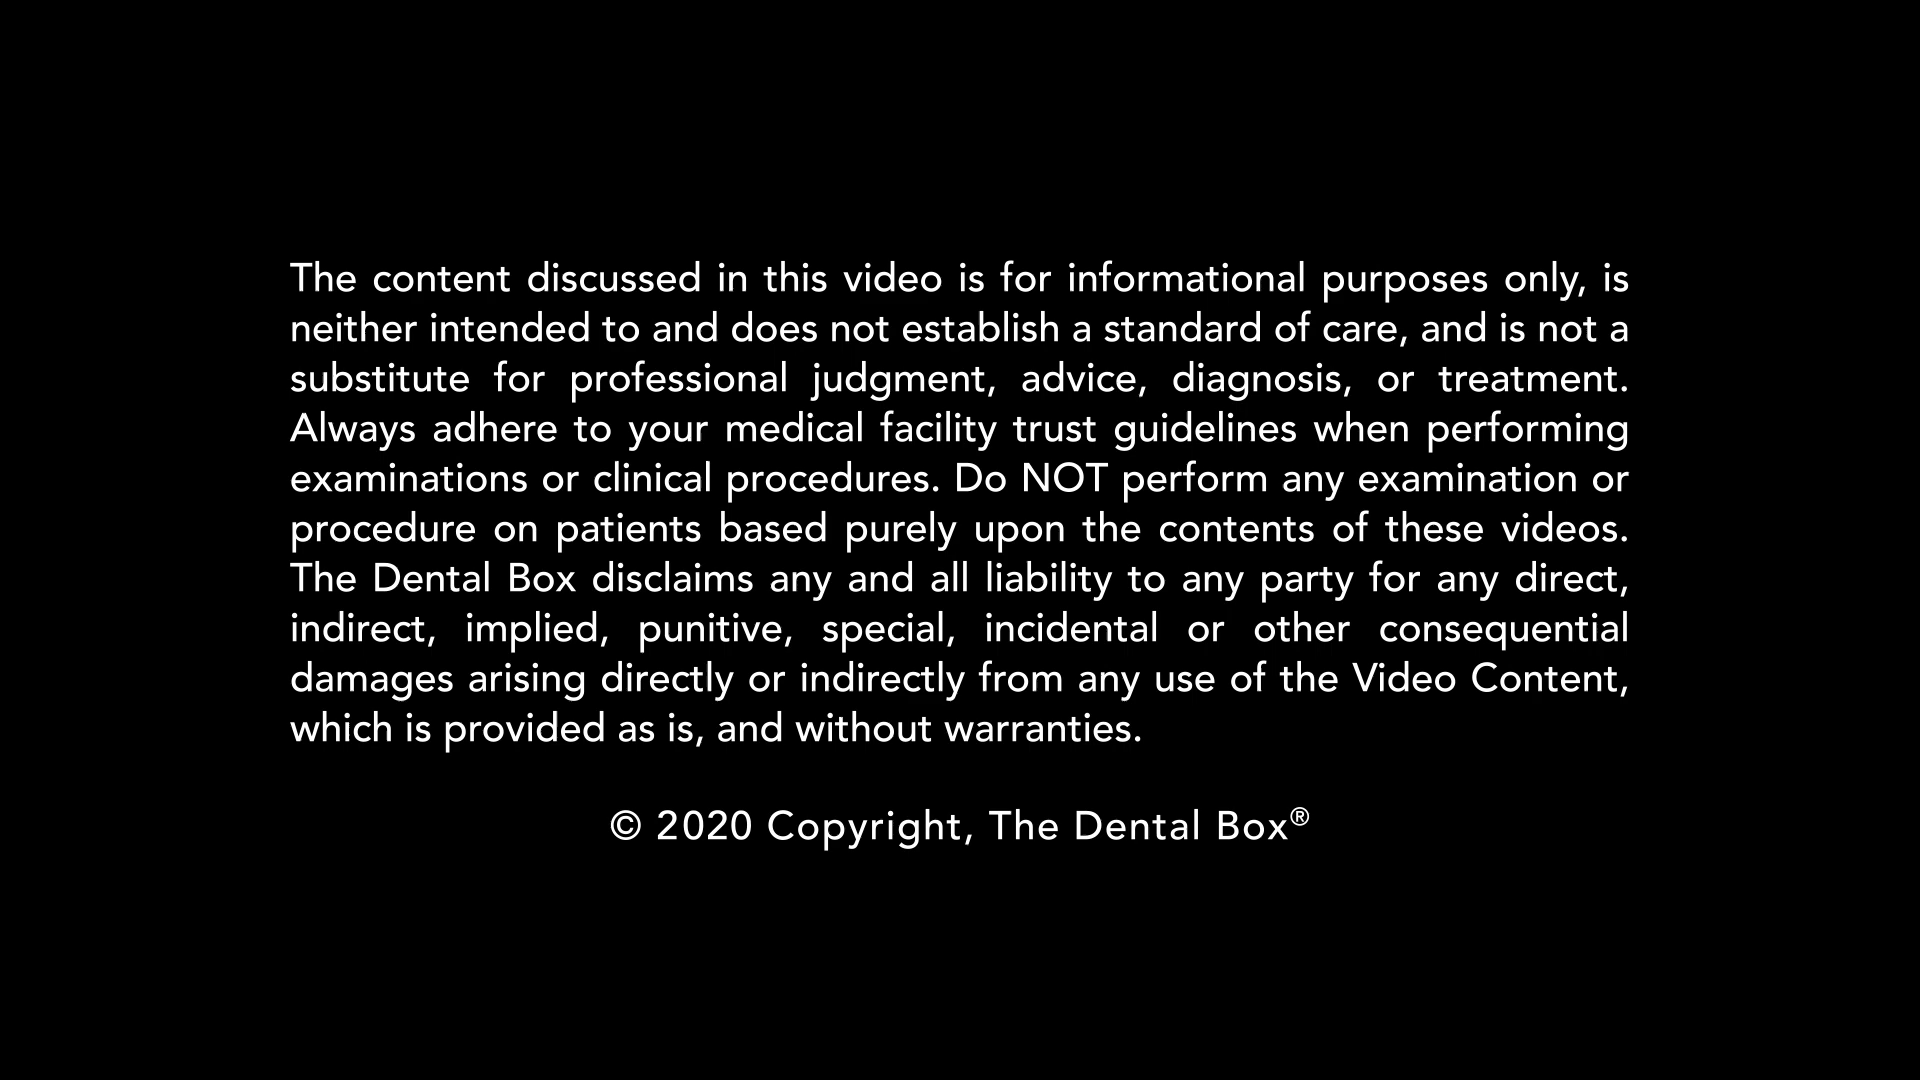 The content discussed in this video is for informational purposes only, is
neither intended to and does not establish a standard of care, and is not a
substitute for professional judgment, advice, diagnosis, or treatment.
Always adhere to your medical facility trust guidelines when performing
examinations or clinical procedures. Do NOT perform any examination or
procedure on patients based purely upon the contents of these videos.
The Dental Box disclaims any and all liability to any party for any direct,
indirect, implied, punitive, special, incidental or other consequential
damages arising directly or indirectly from any use of the Video Content,
which is provided as is, and without warranties.
© 2020 Copyright, The Dental Box®